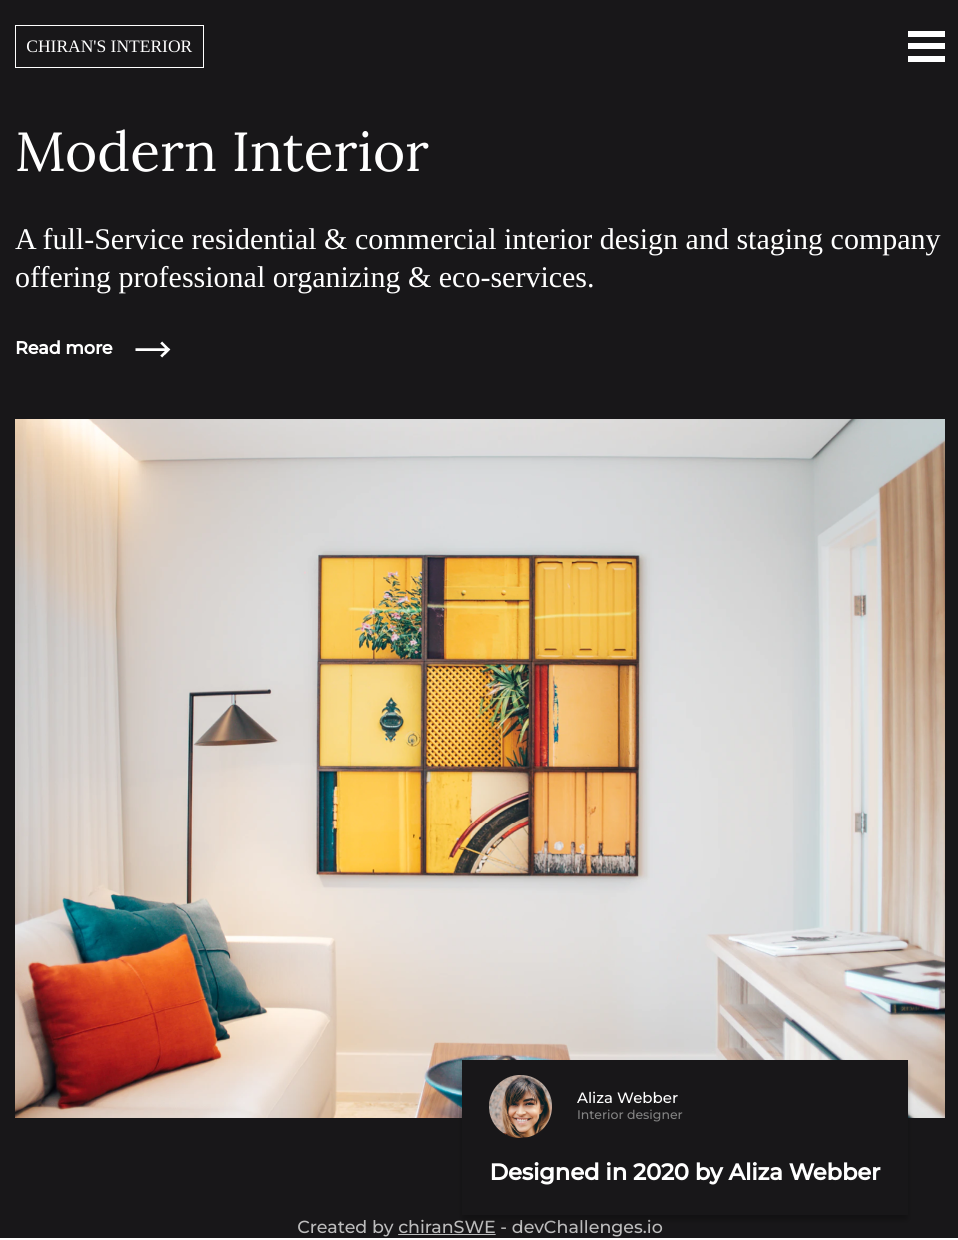 CHIRAN'S INTERIOR
Modern Interior
A full-Service residential & commercial interior design and staging company
offering professional organizing & eco-services.
Read more
Aliza Webber
Interior designer
Designed in 2020 by Aliza Webber
Created by chiranSWE - devChallenges.io